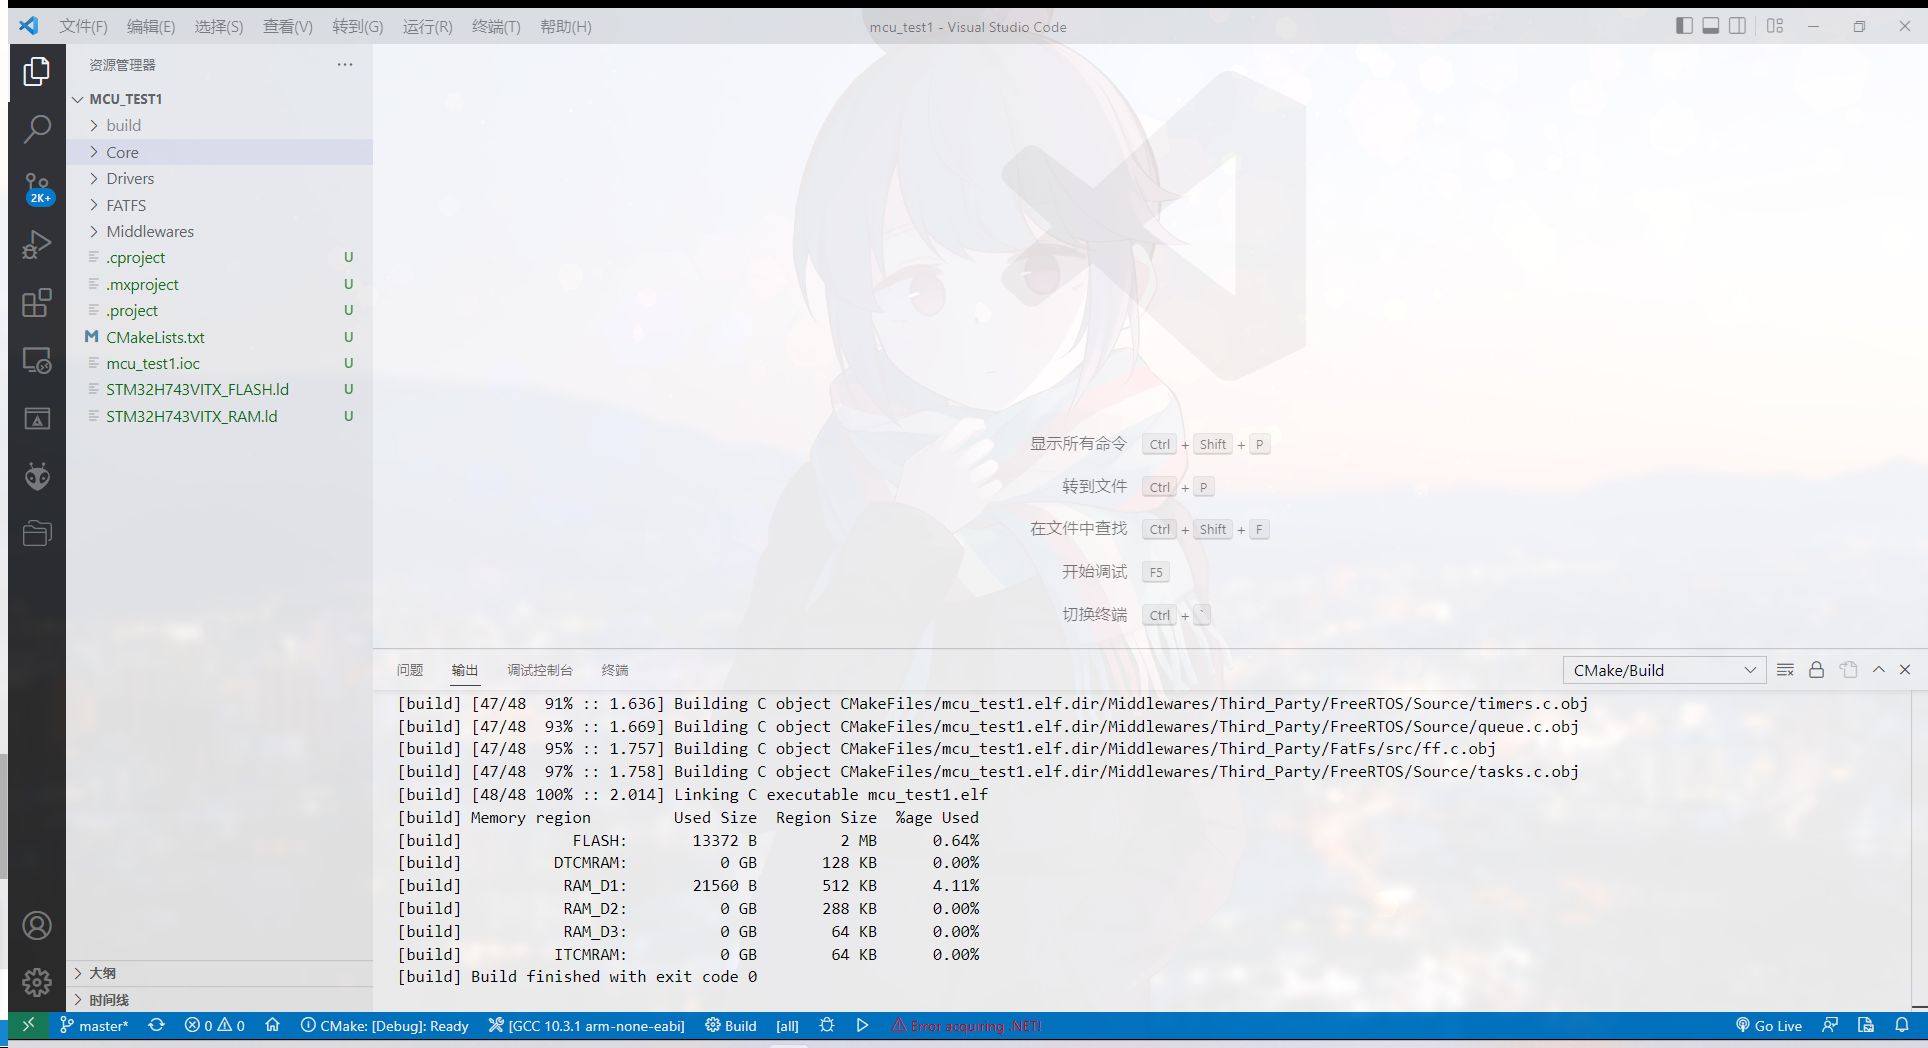 文件(F) 编辑(E) 选择(S) 查看(V) 转到(G) 运行(R) 终端(T) 帮助(H) mcu_test1 - Visual Studio Code
资源管理器 ···
MCU_TEST1
build
Core
2K+
Drivers
FATFS
Middlewares
.cproject U
.mxproject U
.project U
M CMakeLists.txt U
mcu_test1.ioc U
STM32H743VITX_FLASH.ld U
STM32H743VITX_RAM.ld U
大纲
时间线
显示所有命令 Ctrl + Shift + P
转到文件 Ctrl + P
在文件中查找 Ctrl + Shift + F
开始调试 F5
切换终端 Ctrl + `
问题 输出 调试控制台 终端 CMake/Build
[build] [47/48  91% :: 1.636] Building C object CMakeFiles/mcu_test1.elf.dir/Middlewares/Third_Party/FreeRTOS/Source/timers.c.obj
[build] [47/48  93% :: 1.669] Building C object CMakeFiles/mcu_test1.elf.dir/Middlewares/Third_Party/FreeRTOS/Source/queue.c.obj
[build] [47/48  95% :: 1.757] Building C object CMakeFiles/mcu_test1.elf.dir/Middlewares/Third_Party/FatFs/src/ff.c.obj
[build] [47/48  97% :: 1.758] Building C object CMakeFiles/mcu_test1.elf.dir/Middlewares/Third_Party/FreeRTOS/Source/tasks.c.obj
[build] [48/48 100% :: 2.014] Linking C executable mcu_test1.elf
[build] Memory region         Used Size  Region Size  %age Used
[build]            FLASH:       13372 B         2 MB      0.64%
[build]          DTCMRAM:          0 GB       128 KB      0.00%
[build]           RAM_D1:       21560 B       512 KB      4.11%
[build]           RAM_D2:          0 GB       288 KB      0.00%
[build]           RAM_D3:          0 GB        64 KB      0.00%
[build]          ITCMRAM:          0 GB        64 KB      0.00%
[build] Build finished with exit code 0
master* 0 0 CMake: [Debug]: Ready [GCC 10.3.1 arm-none-eabi] Build [all] Error acquiring .NET! Go Live